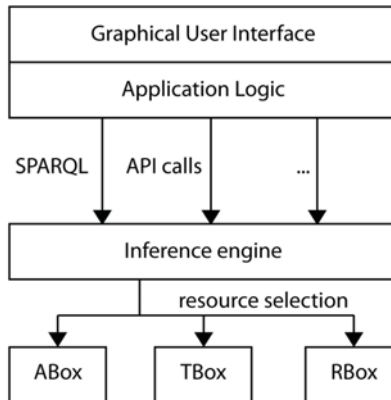 Graphical User Interface
Application Logic
SPARQL API calls ...
Inference engine
resource selection
ABox TBox RBox